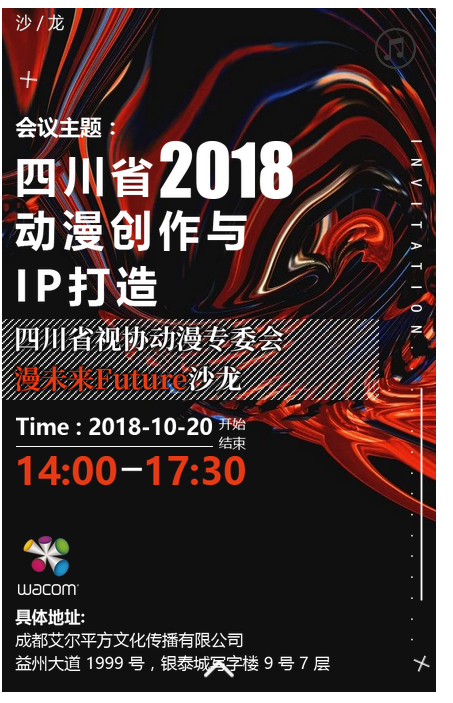 沙 / 龙
会议主题：
四川省2018
动漫创作与
IP打造
INVITATION.
四川省视协动漫专委会
漫未来Future沙龙
Time : 2018-10-20 开始
结束
14:00–17:30
wacom
具体地址:
成都艾尔平方文化传播有限公司
益州大道 1999 号，银泰城写字楼 9 号 7 层